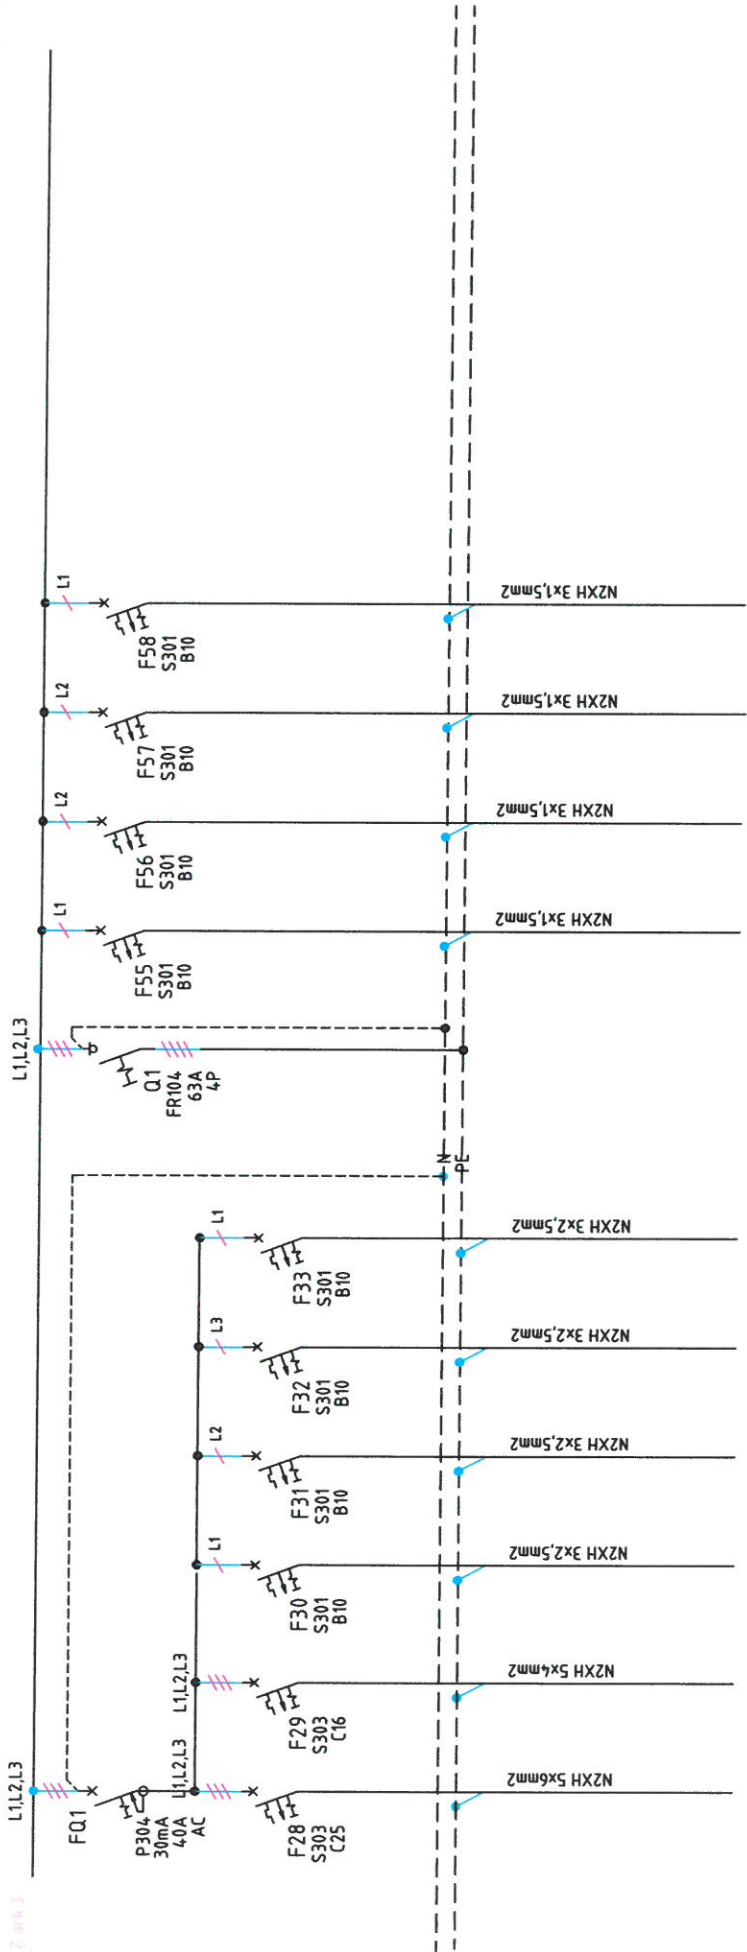 L1
F58
S301
B10
N2XH 3x1,5mm2
L2
F57
S301
B10
N2XH 3x1,5mm2
L2
F56
S301
B10
N2XH 3x1,5mm2
L1
F55
S301
B10
N2XH 3x1,5mm2
L1,L2,L3
Q1
FR104
63A
4P
N
PE
L1
F33
S301
B10
N2XH 3x2,5mm2
L3
F32
S301
B10
N2XH 3x2,5mm2
L2
F31
S301
B10
N2XH 3x2,5mm2
L1
F30
S301
B10
N2XH 3x2,5mm2
L1,L2,L3
F29
S303
C16
N2XH 5x4mm2
L1,L2,L3
FQ1
P304
30mA
40A
AC
L1,L2,L3
F28
S303
C25
N2XH 5x6mm2
Z ark.3